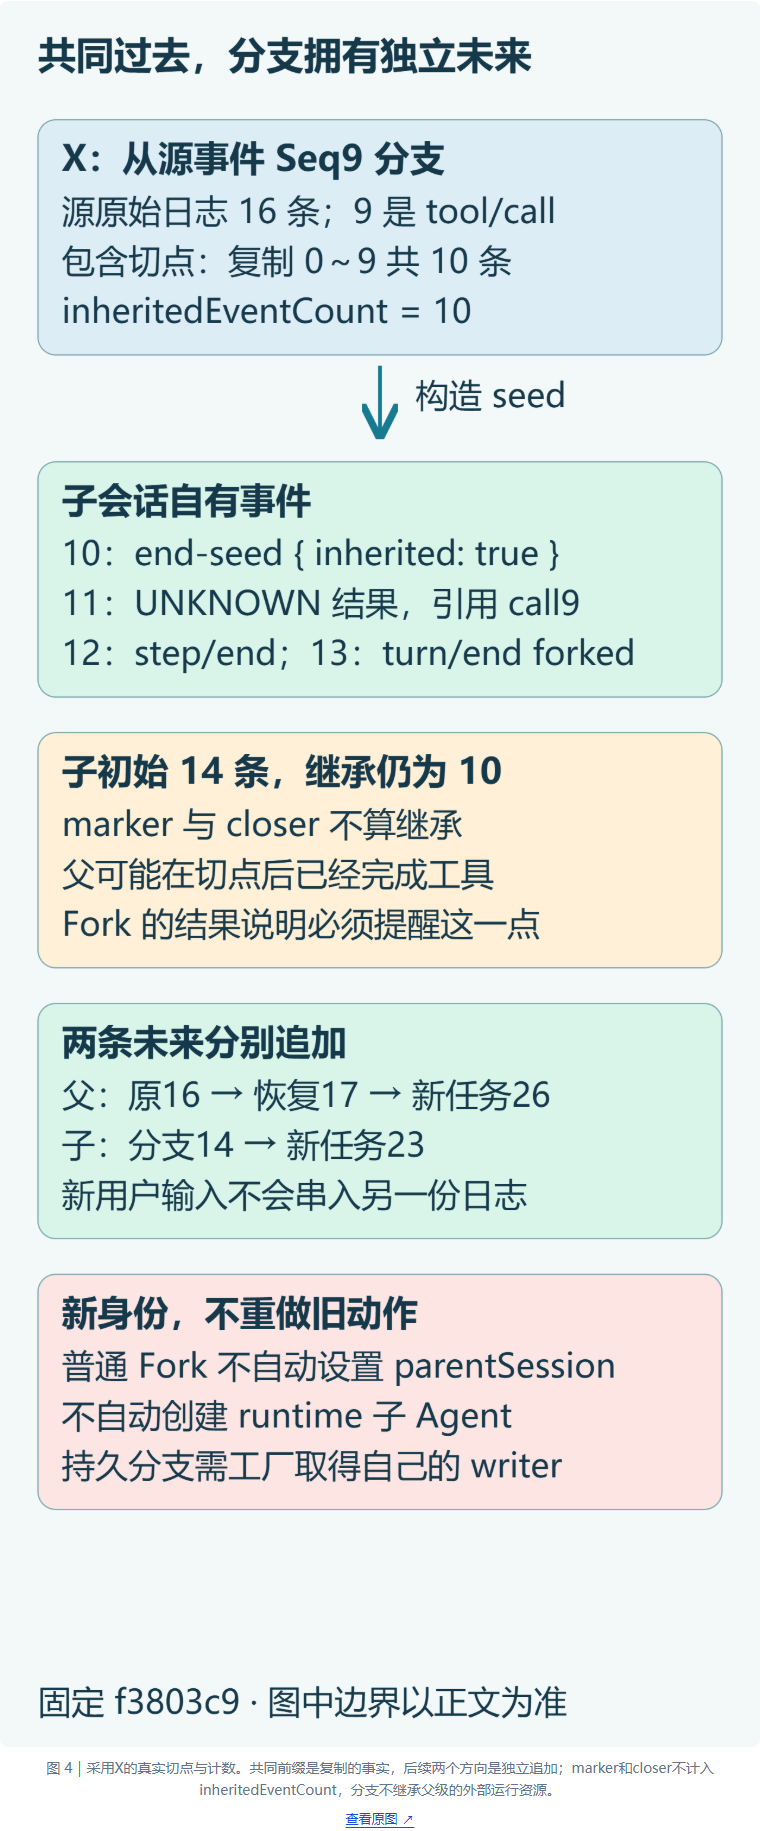 共同过去，分支拥有独立未来
X：从源事件 Seq9 分支
源原始日志 16 条；9 是 tool/call
包含切点：复制 0～9 共 10 条
inheritedEventCount = 10
构造 seed
子会话自有事件
10：end-seed { inherited: true }
11：UNKNOWN 结果，引用 call9
12：step/end；13：turn/end forked
子初始 14 条，继承仍为 10
marker 与 closer 不算继承
父可能在切点后已经完成工具
Fork 的结果说明必须提醒这一点
两条未来分别追加
父：原16 → 恢复17 → 新任务26
子：分支14 → 新任务23
新用户输入不会串入另一份日志
新身份，不重做旧动作
普通 Fork 不自动设置 parentSession
不自动创建 runtime 子 Agent
持久分支需工厂取得自己的 writer
固定 f3803c9 · 图中边界以正文为准
图 4｜采用X的真实切点与计数。共同前缀是复制的事实，后续两个方向是独立追加；marker和closer不计入
inheritedEventCount，分支不继承父级的外部运行资源。
查看原图 ↗